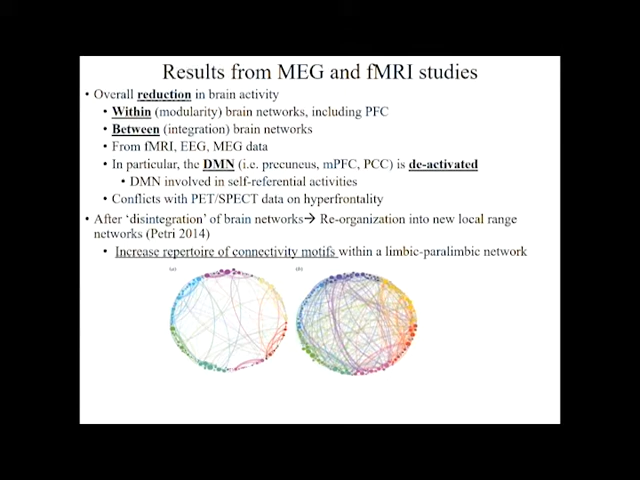 Results from MEG and fMRI studies
• Overall reduction in brain activity
• Within (modularity) brain networks, including PFC
• Between (integration) brain networks
• From fMRI, EEG, MEG data
• In particular, the DMN (i.e. precuneus, mPFC, PCC) is de-activated
• DMN involved in self-referential activities
• Conflicts with PET/SPECT data on hyperfrontality
• After ‘disintegration’ of brain networks→ Re-organization into new local range
networks (Petri 2014)
• Increase repertoire of connectivity motifs within a limbic-paralimbic network
(a) (b)